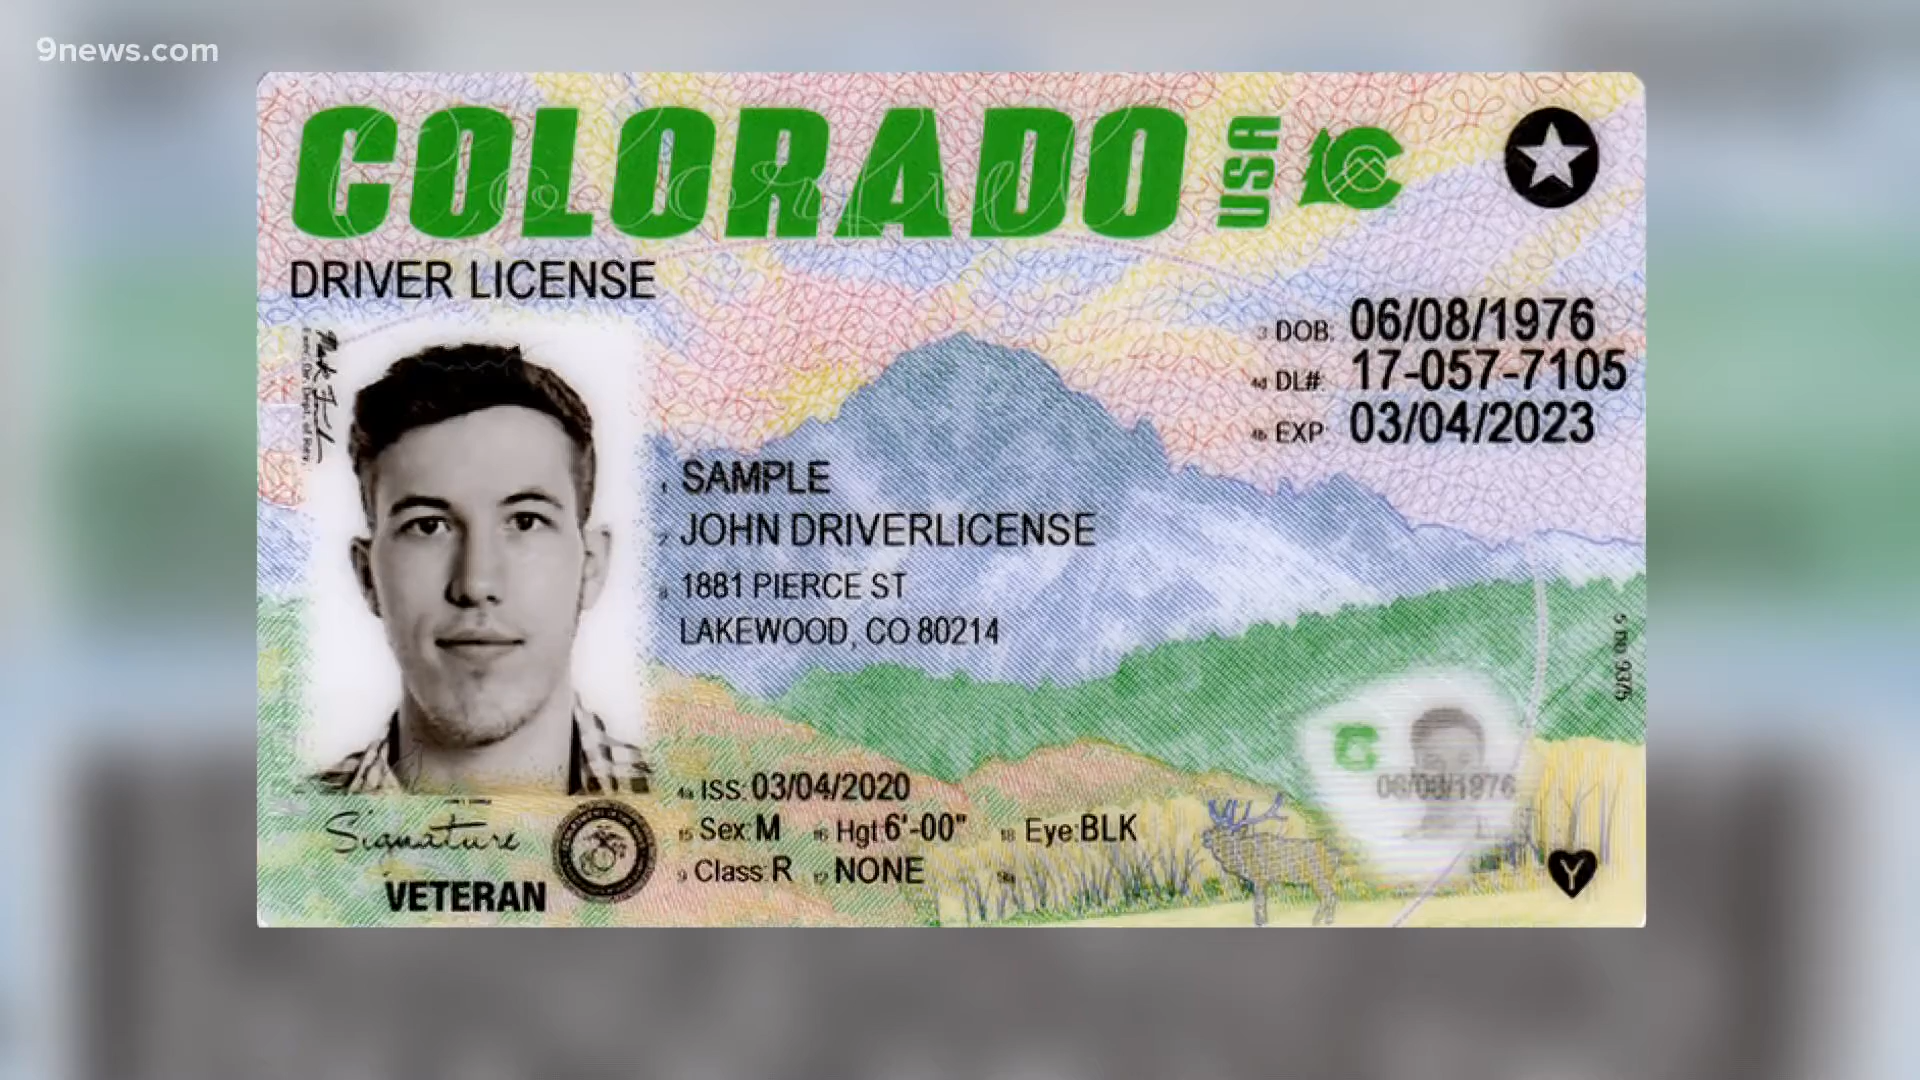 9news.com
COLORADO USA
DRIVER LICENSE
3 DOB: 06/08/1976
4d DL#: 17-057-7105
4b EXP: 03/04/2023
1 SAMPLE
2 JOHN DRIVERLICENSE
8 1881 PIERCE ST
LAKEWOOD, CO 80214
C
06/08/1976
4a ISS: 03/04/2020
15 Sex: M 16 Hgt: 6'-00" 18 Eye: BLK
9 Class: R 12 NONE 9a
Signature
VETERAN
Y